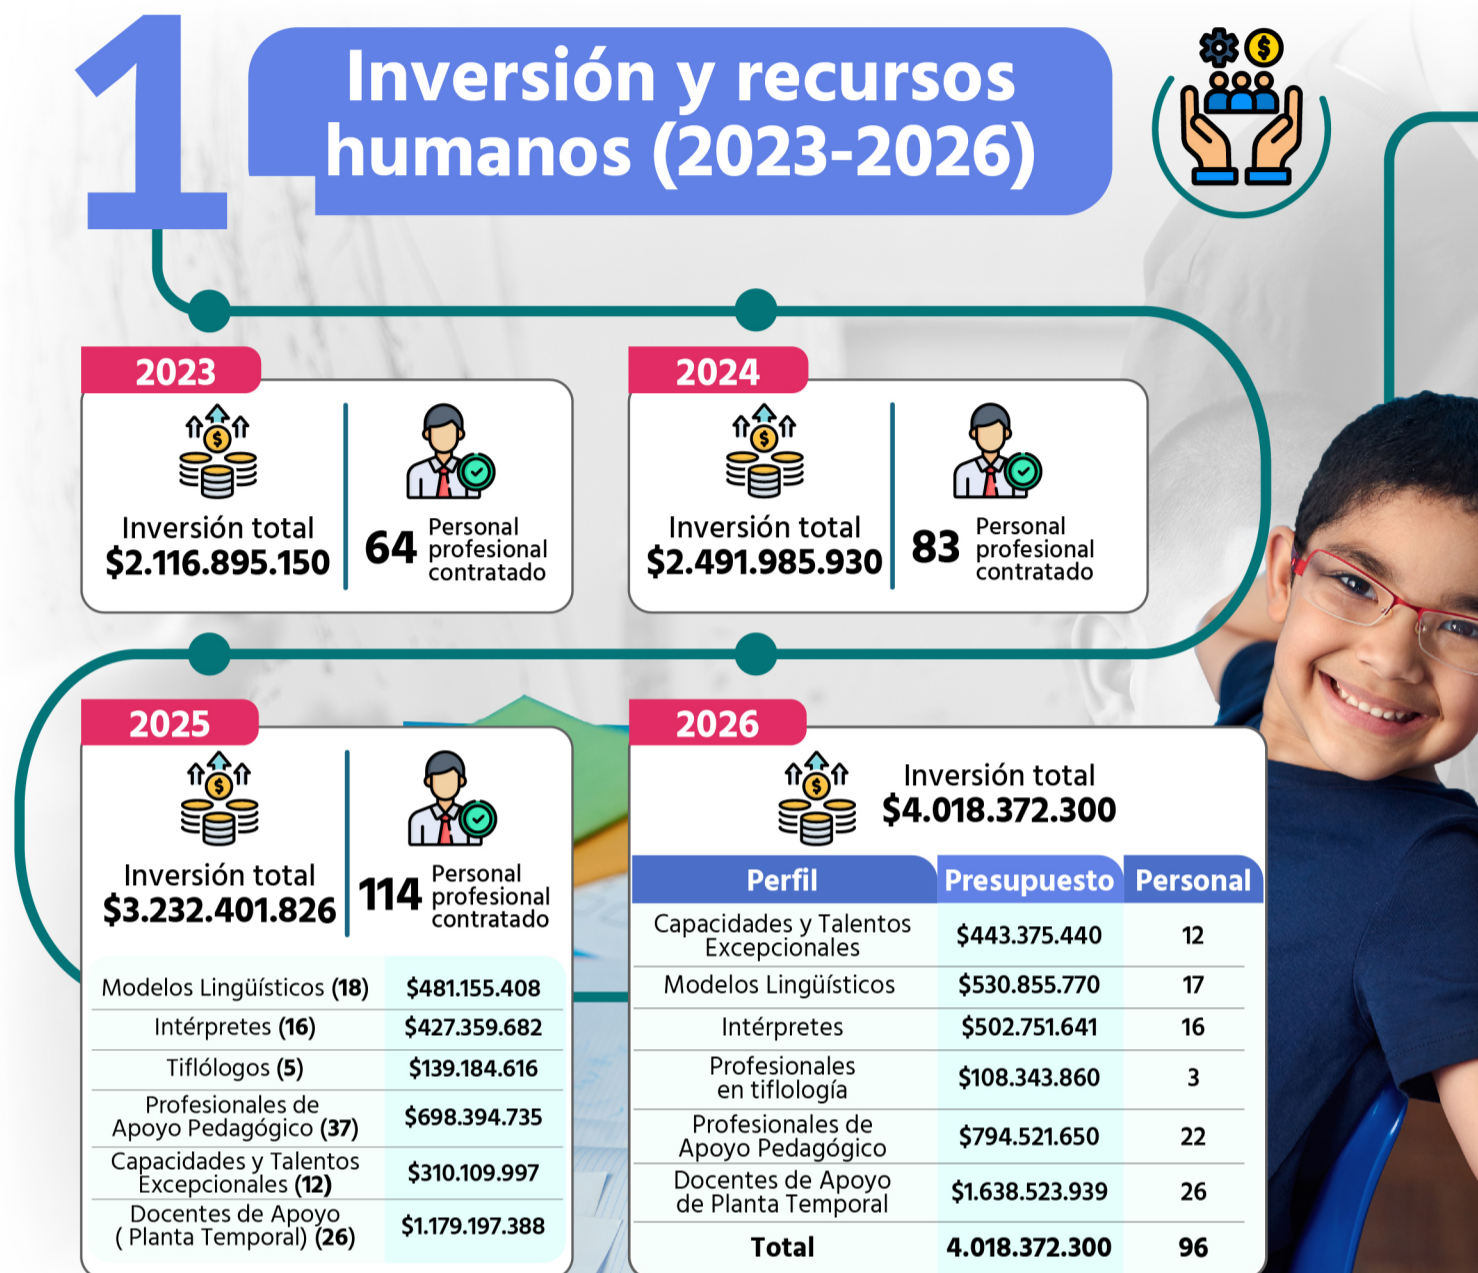 1
Inversión y recursos
humanos (2023-2026)
2023
Inversión total
$2.116.895.150
64
Personal
profesional
contratado
2024
Inversión total
$2.491.985.930
83
Personal
profesional
contratado
2025
Inversión total
$3.232.401.826
114
Personal
profesional
contratado
Modelos Lingüísticos (18) $481.155.408
Intérpretes (16) $427.359.682
Tiflólogos (5) $139.184.616
Profesionales de
Apoyo Pedagógico (37) $698.394.735
Capacidades y Talentos
Excepcionales (12) $310.109.997
Docentes de Apoyo
( Planta Temporal) (26) $1.179.197.388
2026
Inversión total
$4.018.372.300
Perfil Presupuesto Personal
Capacidades y Talentos
Excepcionales $443.375.440 12
Modelos Lingüísticos $530.855.770 17
Intérpretes $502.751.641 16
Profesionales
en tiflología $108.343.860 3
Profesionales de
Apoyo Pedagógico $794.521.650 22
Docentes de Apoyo
de Planta Temporal $1.638.523.939 26
Total 4.018.372.300 96